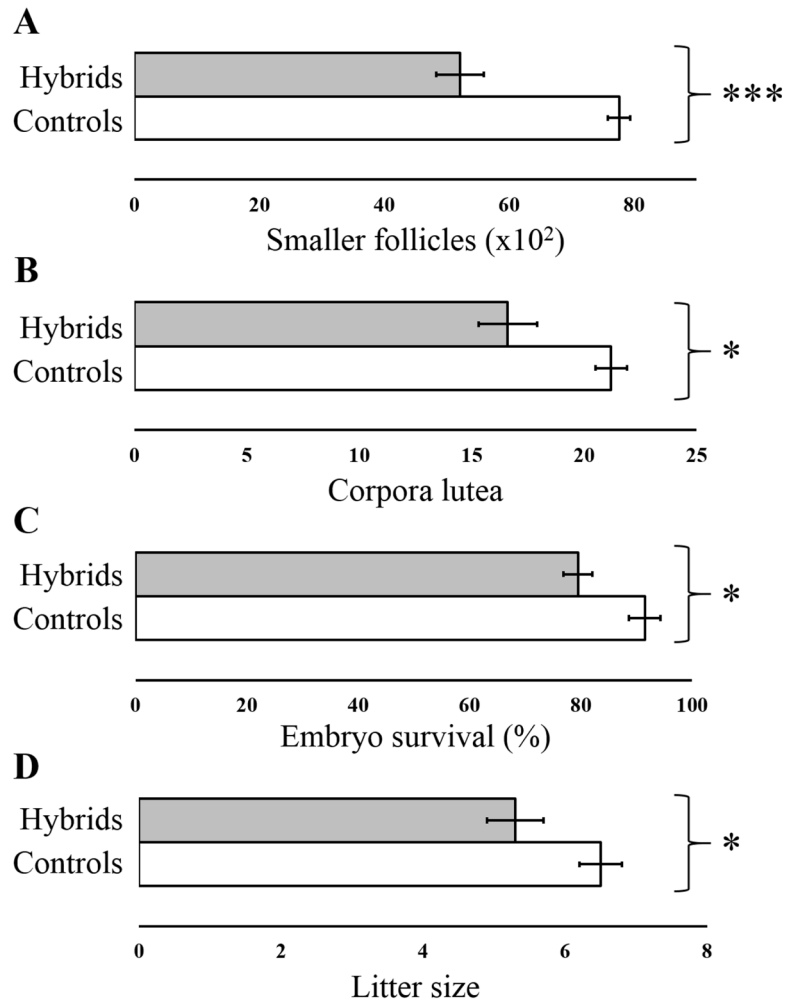 A
Hybrids
Controls
***
0 20 40 60 80
Smaller follicles (x10²)
B
Hybrids
Controls
*
0 5 10 15 20 25
Corpora lutea
C
Hybrids
Controls
*
0 20 40 60 80 100
Embryo survival (%)
D
Hybrids
Controls
*
0 2 4 6 8
Litter size